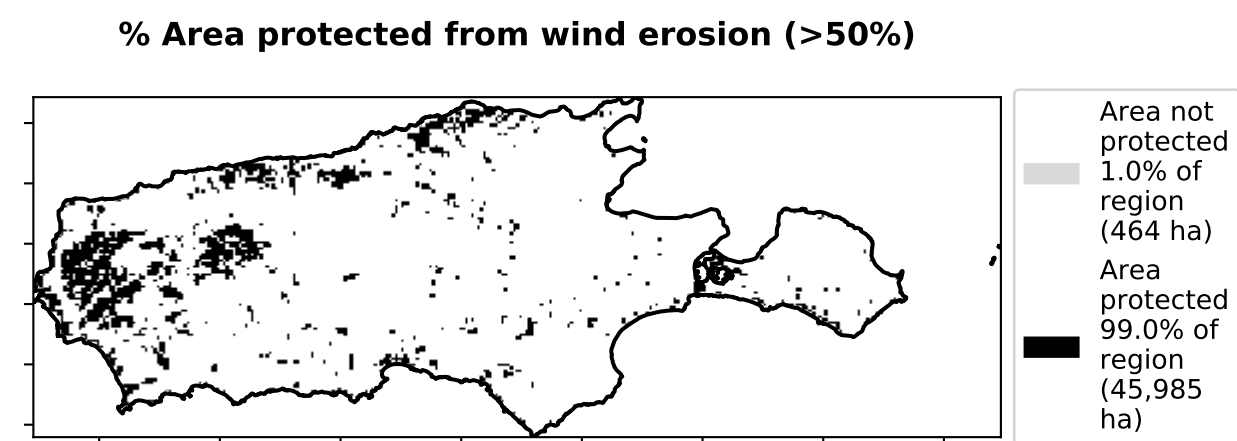 % Area protected from wind erosion (>50%)
Area not
protected
1.0% of
region
(464 ha)
Area
protected
99.0% of
region
(45,985
ha)